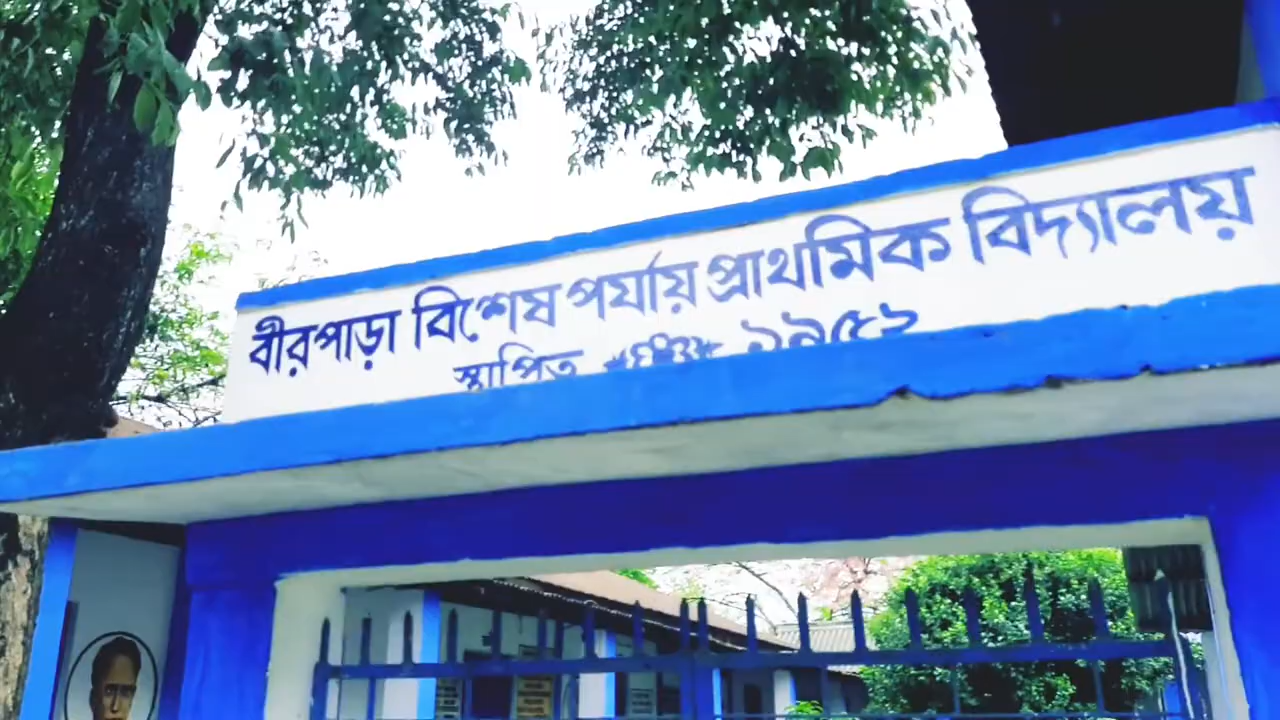 বীরপাড়া বিশেষ পর্যায় প্রাথমিক বিদ্যালয়
স্থাপিত ১৯৫২